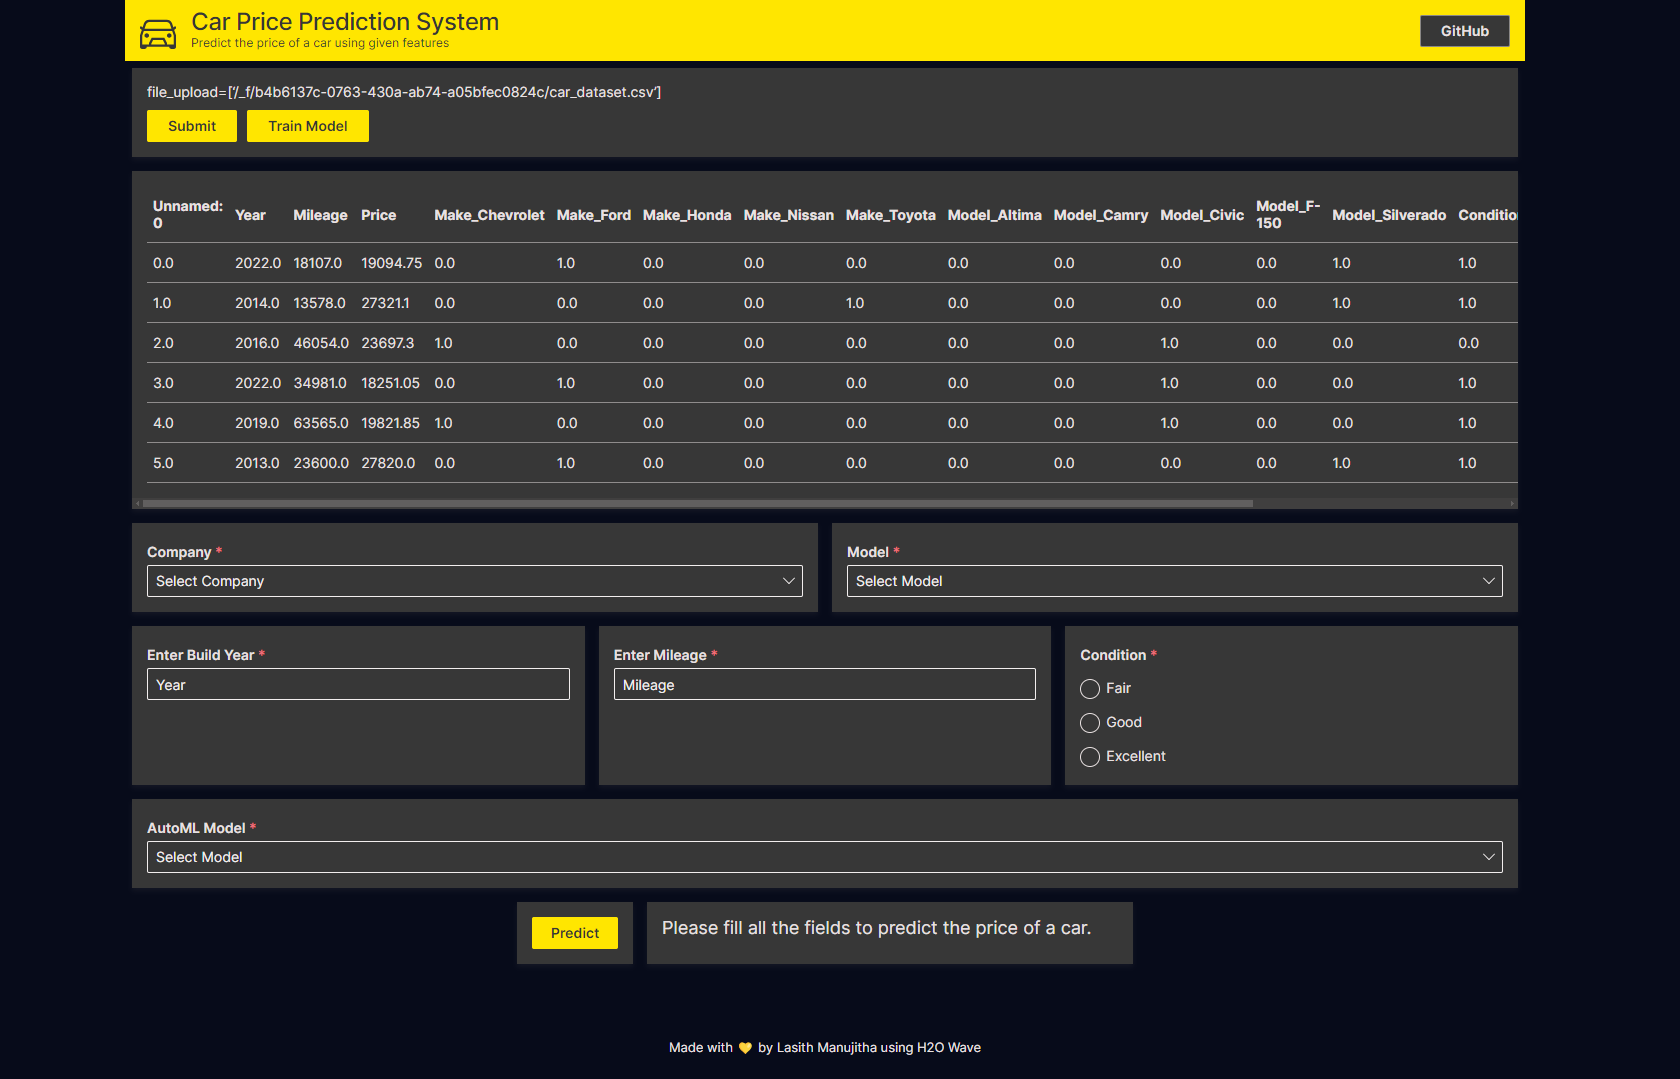 Car Price Prediction System
Predict the price of a car using given features
GitHub
file_upload=['/_f/b4b6137c-0763-430a-ab74-a05bfec0824c/car_dataset.csv']
Submit Train Model
Unnamed: 0 Year Mileage Price Make_Chevrolet Make_Ford Make_Honda Make_Nissan Make_Toyota Model_Altima Model_Camry Model_Civic Model_F-150 Model_Silverado Conditio
0.0 2022.0 18107.0 19094.75 0.0 1.0 0.0 0.0 0.0 0.0 0.0 0.0 0.0 1.0 1.0
1.0 2014.0 13578.0 27321.1 0.0 0.0 0.0 0.0 1.0 0.0 0.0 0.0 0.0 1.0 1.0
2.0 2016.0 46054.0 23697.3 1.0 0.0 0.0 0.0 0.0 0.0 0.0 1.0 0.0 0.0 0.0
3.0 2022.0 34981.0 18251.05 0.0 1.0 0.0 0.0 0.0 0.0 0.0 1.0 0.0 0.0 1.0
4.0 2019.0 63565.0 19821.85 1.0 0.0 0.0 0.0 0.0 0.0 0.0 1.0 0.0 0.0 1.0
5.0 2013.0 23600.0 27820.0 0.0 1.0 0.0 0.0 0.0 0.0 0.0 0.0 0.0 1.0 1.0
Company *
Select Company
Model *
Select Model
Enter Build Year *
Year
Enter Mileage *
Mileage
Condition *
Fair
Good
Excellent
AutoML Model *
Select Model
Predict
Please fill all the fields to predict the price of a car.
Made with 💛 by Lasith Manujitha using H2O Wave